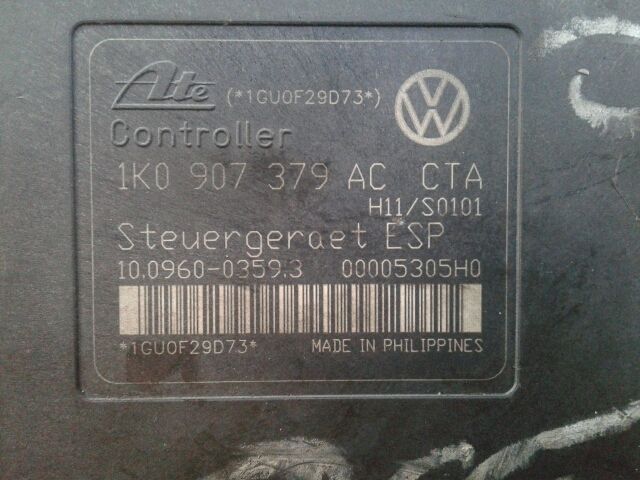 Ate (*1GU0F29D73*)
Controller
1K0 907 379 AC CTA
H11/S0101
Steuergeraet ESP
10.0960-0359.3 00005305H0
*1GU0F29D73* MADE IN PHILIPPINES